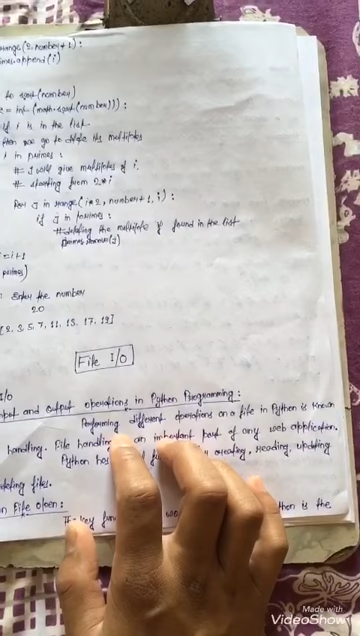 range(2, number+1):
append(i)
to sqrt(number)
= int(math.sqrt(number)):
if i is in the list
then we go to delete its multiples
i in primes:
# J will give multiples of i.
# starting from 2*i
for J in range(i*2, number+1, i):
if J in primes:
# deleting the multiple if found in the list
primes.remove(J)
i=i+1
primes)
Enter the number
20
[2, 3, 5, 7, 11, 13, 17, 19]
File I/O
I/O
Input and output operations in Python Programming:
Performing different operations on a file in Python is known
handling. File handling an important part of any web application.
Python has creating, reading, updating
deleting files.
File Open:
The key is the
Made with
VideoShow